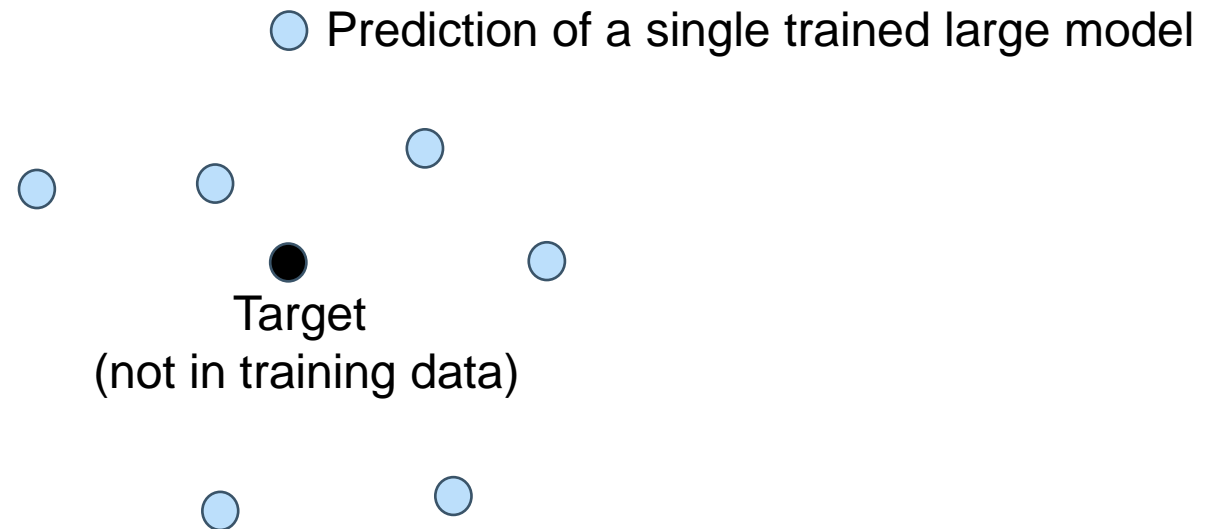 Prediction of a single trained large model
Target
(not in training data)